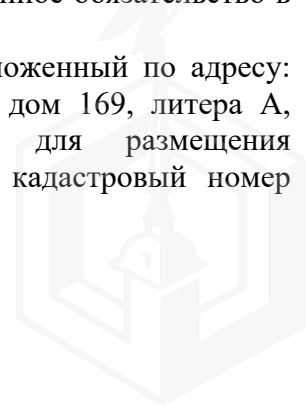 нное обязательство в
ложенный по адресу:
дом 169, литера А,
для размещения
кадастровый номер